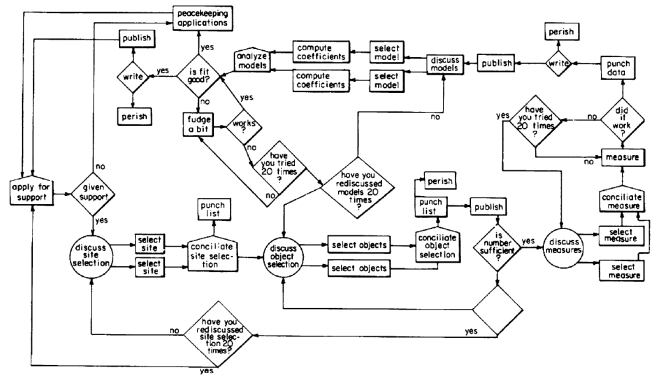 peacekeeping
applications
publish
write
perish
yes
yes
is fit
good?
no
fudge
a bit
yes
works
?
no
have
you tried
20 times
?
no
analyze
models
compute
coefficients
compute
coefficients
select
model
select
model
discuss
models
publish
write
perish
punch
data
did
it
work
?
no
yes
have
you tried
20 times
?
no
measure
no
no
apply for
support
given
support
yes
discuss
site
selection
select
site
select
site
punch
list
conciliate
site selec-
tion
discuss
object
selection
have you
rediscussed
models 20
times?
select objects
select objects
perish
punch
list
conciliate
object
selection
publish
is
number
sufficient
?
yes
discuss
measures
conciliate
measure
select
measure
select
measure
yes
no
have you
rediscussed
site selec-
tion 20
times?
yes